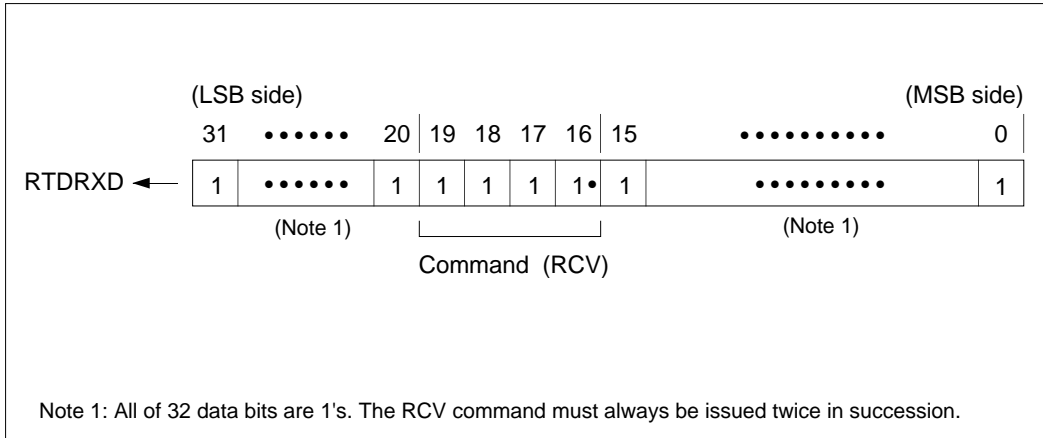 (LSB side) (MSB side)
31 •••••• 20 19 18 17 16 15 •••••••••• 0
RTDRXD 1 •••••• 1 1 1 1 1• 1 ••••••••• 1
(Note 1) (Note 1)
Command (RCV)
Note 1: All of 32 data bits are 1's. The RCV command must always be issued twice in succession.